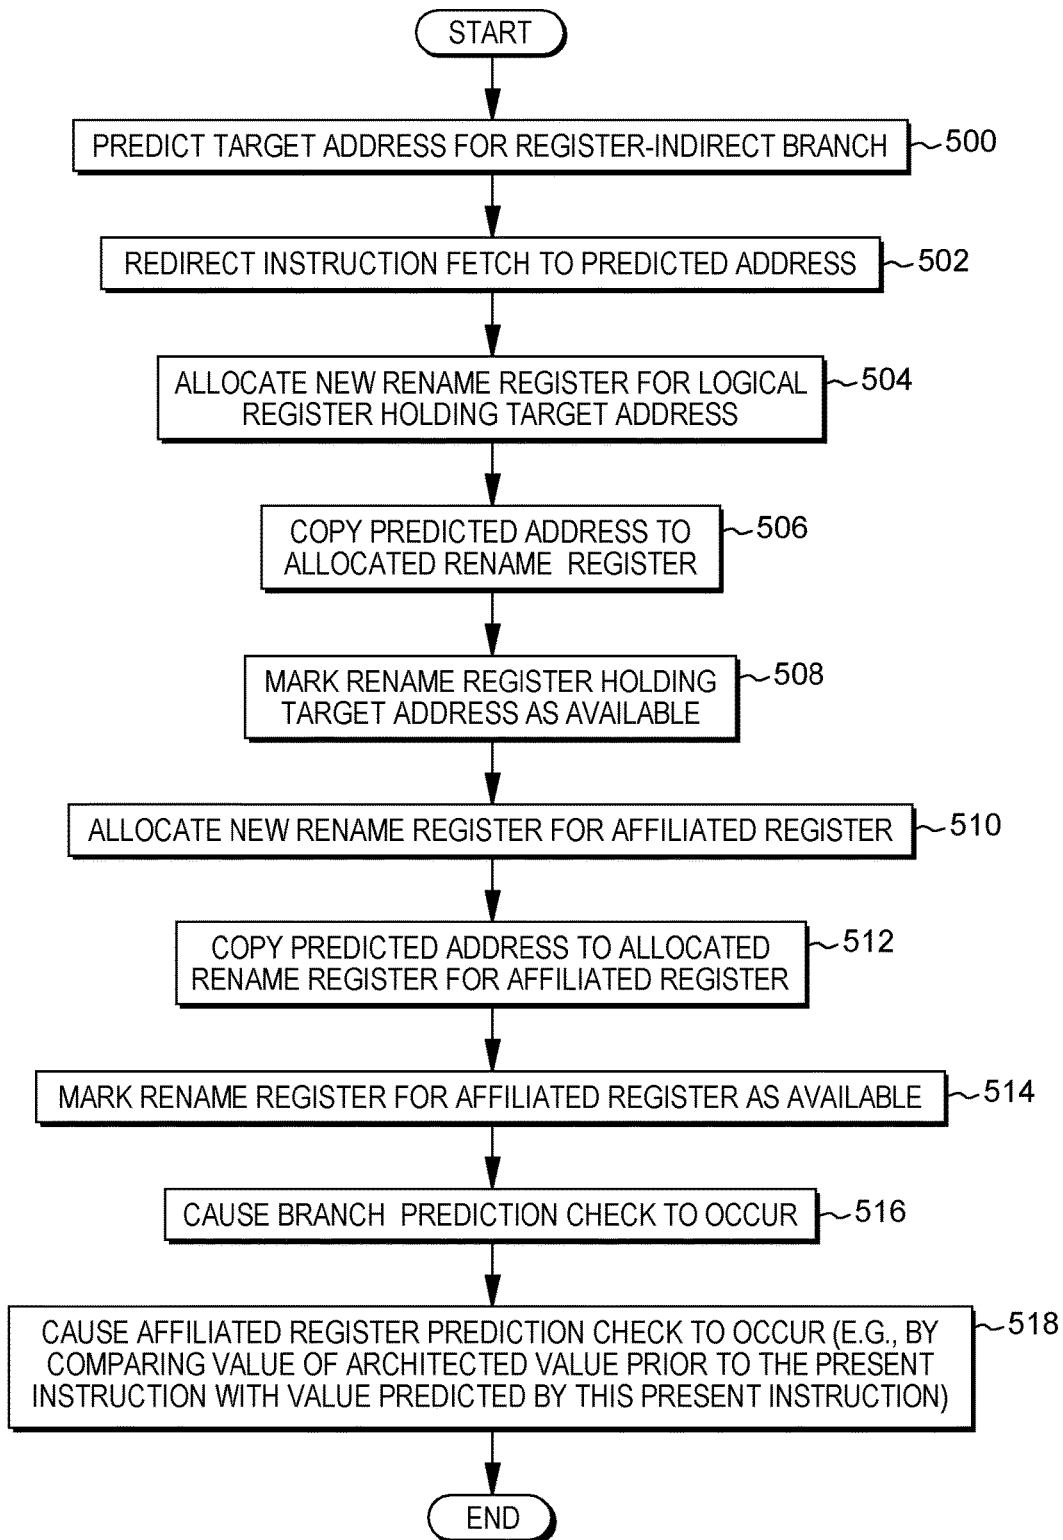 START
PREDICT TARGET ADDRESS FOR REGISTER-INDIRECT BRANCH
500
REDIRECT INSTRUCTION FETCH TO PREDICTED ADDRESS
502
ALLOCATE NEW RENAME REGISTER FOR LOGICAL
REGISTER HOLDING TARGET ADDRESS
504
COPY PREDICTED ADDRESS TO
ALLOCATED RENAME REGISTER
506
MARK RENAME REGISTER HOLDING
TARGET ADDRESS AS AVAILABLE
508
ALLOCATE NEW RENAME REGISTER FOR AFFILIATED REGISTER
510
COPY PREDICTED ADDRESS TO ALLOCATED
RENAME REGISTER FOR AFFILIATED REGISTER
512
MARK RENAME REGISTER FOR AFFILIATED REGISTER AS AVAILABLE
514
CAUSE BRANCH PREDICTION CHECK TO OCCUR
516
CAUSE AFFILIATED REGISTER PREDICTION CHECK TO OCCUR (E.G., BY
COMPARING VALUE OF ARCHITECTED VALUE PRIOR TO THE PRESENT
INSTRUCTION WITH VALUE PREDICTED BY THIS PRESENT INSTRUCTION)
518
END